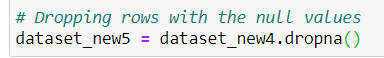 # Dropping rows with the null values
dataset_new5 = dataset_new4.dropna()